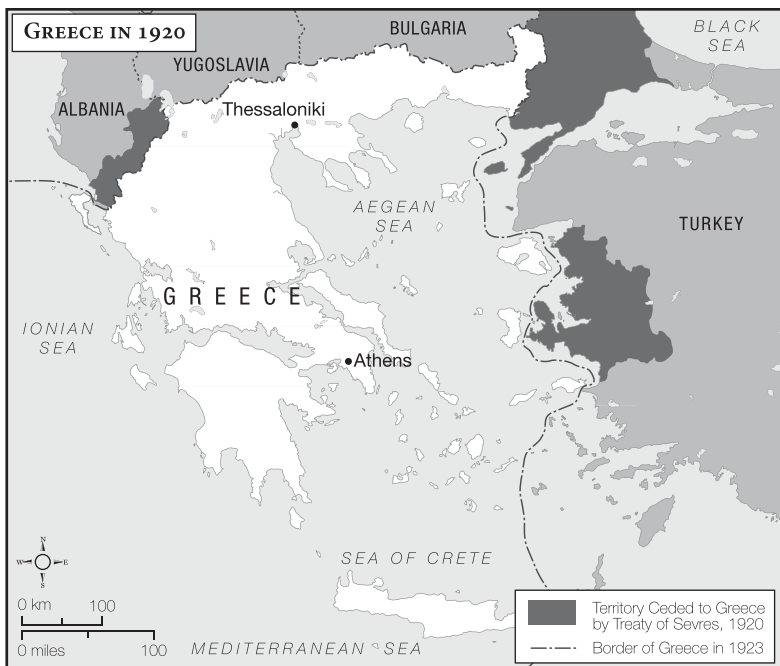 GREECE IN 1920
BULGARIA
BLACK
SEA
YUGOSLAVIA
ALBANIA
Thessaloniki
AEGEAN
SEA
TURKEY
GREECE
IONIAN
SEA
Athens
N
W
E
S
SEA OF CRETE
0 km 100
0 miles 100
MEDITERRANEAN SEA
Territory Ceded to Greece
by Treaty of Sevres, 1920
Border of Greece in 1923